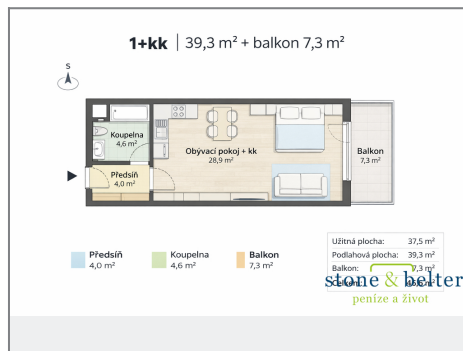 1+kk | 39,3 m² + balkon 7,3 m²
S
Koupelna
4,6 m²
Předsíň
4,0 m²
Obývací pokoj + kk
28,9 m²
Balkon
7,3 m²
Předsíň
4,0 m²
Koupelna
4,6 m²
Balkon
7,3 m²
Užitná plocha: 37,5 m²
Podlahová plocha: 39,3 m²
Balkon: 7,3 m²
stone & belter
peníze a život